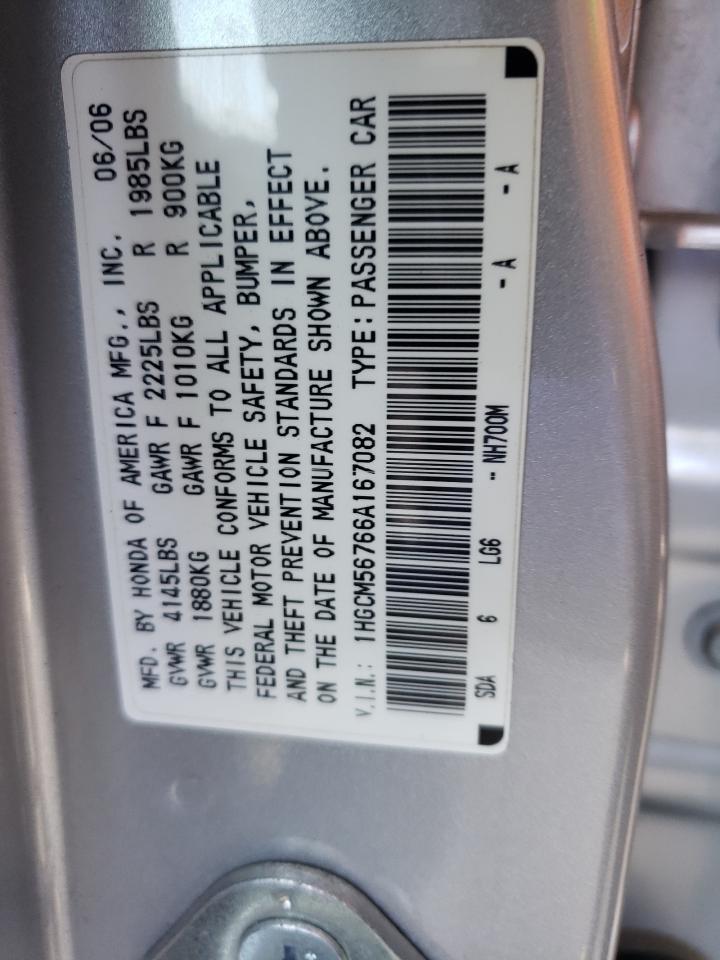 MFD. BY HONDA OF AMERICA MFG., INC. 06/06
GVWR 4145LBS GAWR F 2225LBS R 1985LBS
GVWR 1880KG GAWR F 1010KG R 900KG
THIS VEHICLE CONFORMS TO ALL APPLICABLE
FEDERAL MOTOR VEHICLE SAFETY, BUMPER,
AND THEFT PREVENTION STANDARDS IN EFFECT
ON THE DATE OF MANUFACTURE SHOWN ABOVE.
V.I.N.: 1HGCM56766A167082 TYPE:PASSENGER CAR
SDA 6 LG6 -- NH700M - A - A